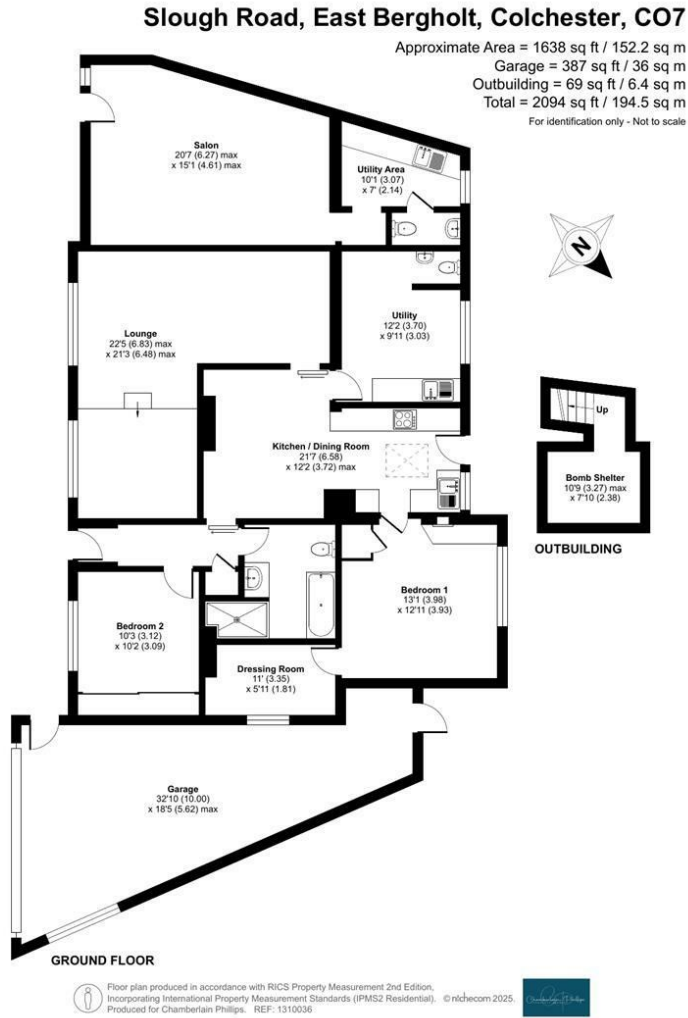 Slough Road, East Bergholt, Colchester, CO7
Approximate Area = 1638 sq ft / 152.2 sq m
Garage = 387 sq ft / 36 sq m
Outbuilding = 69 sq ft / 6.4 sq m
Total = 2094 sq ft / 194.5 sq m
For identification only - Not to scale
Salon
20'7 (6.27) max
x 15'1 (4.61) max
Utility Area
10'1 (3.07)
x 7' (2.14)
N
Utility
12'2 (3.70)
x 9'11 (3.03)
Lounge
22'5 (6.83) max
x 21'3 (6.48) max
Kitchen / Dining Room
21'7 (6.58)
x 12'2 (3.72) max
Up
Bomb Shelter
10'9 (3.27) max
x 7'10 (2.38)
OUTBUILDING
Bedroom 1
13'1 (3.98)
x 12'11 (3.93)
Bedroom 2
10'3 (3.12)
x 10'2 (3.09)
Dressing Room
11' (3.35)
x 5'11 (1.81)
Garage
32'10 (10.00)
x 18'5 (5.62) max
GROUND FLOOR
Floor plan produced in accordance with RICS Property Measurement 2nd Edition,
Incorporating International Property Measurement Standards (IPMS2 Residential). © nichecom 2025.
Produced for Chamberlain Phillips. REF: 1310036
Chamberlain Phillips